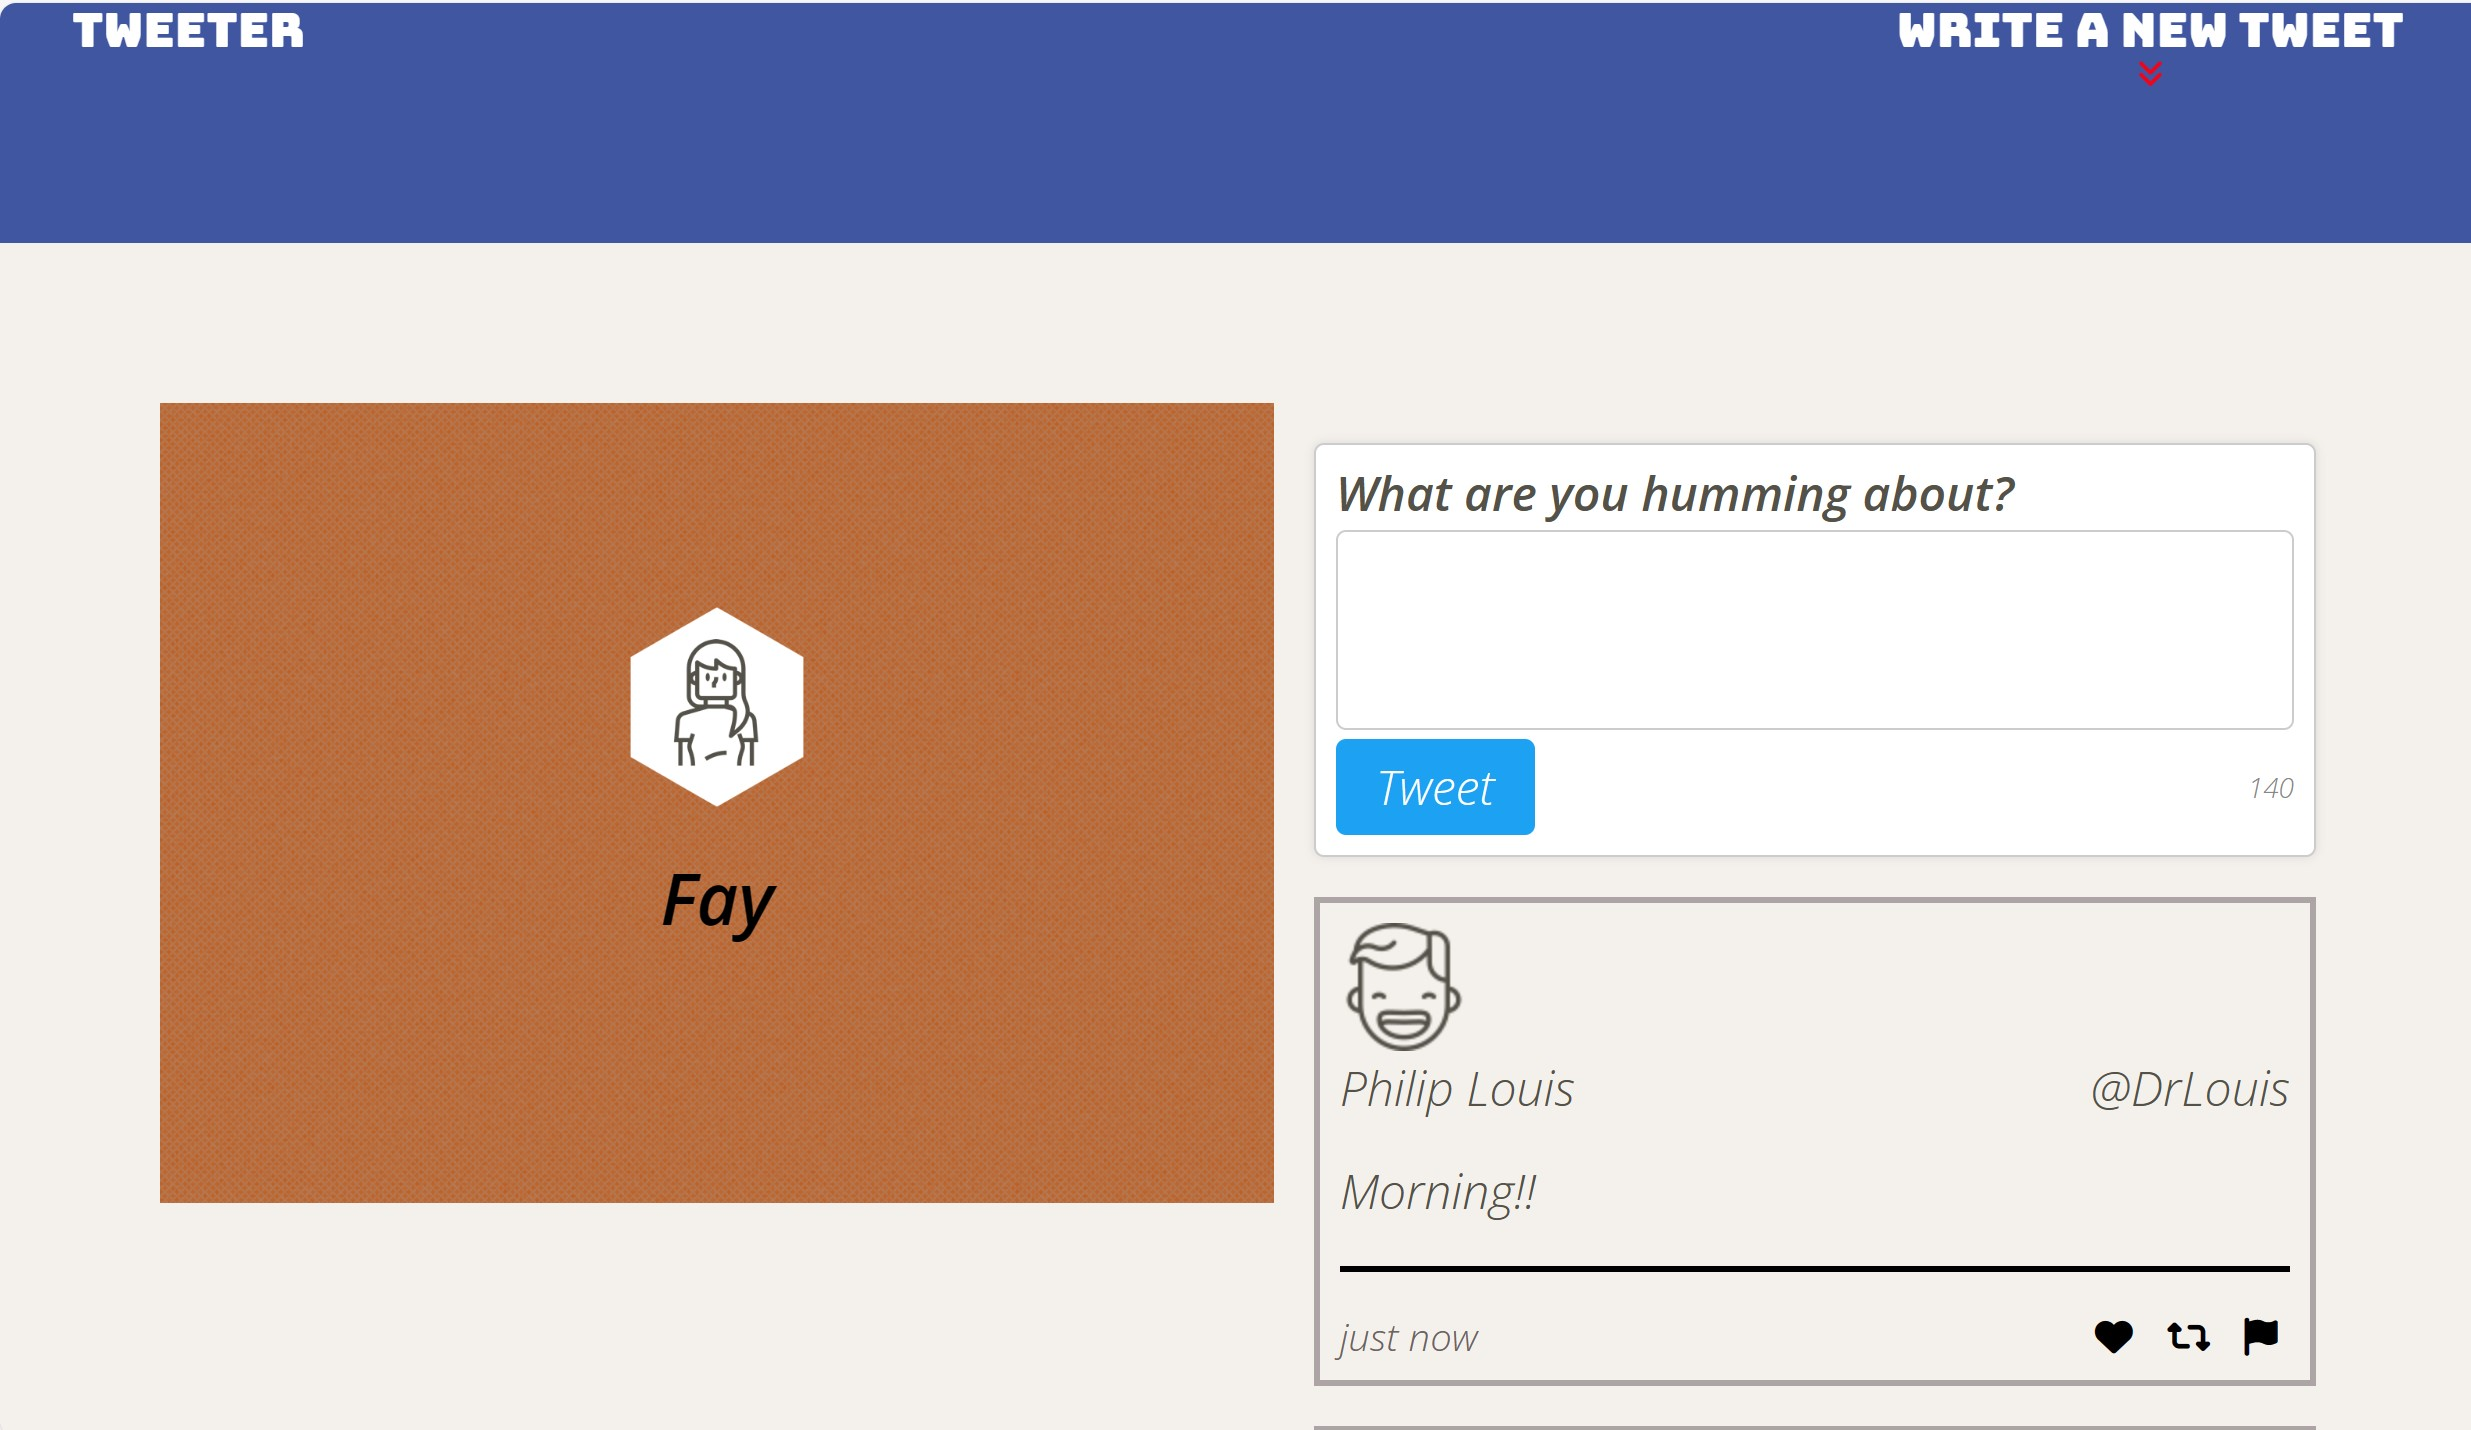 TWEETER
WRITE A NEW TWEET
Fay
What are you humming about?
Tweet
140
Philip Louis
@DrLouis
Morning!!
just now